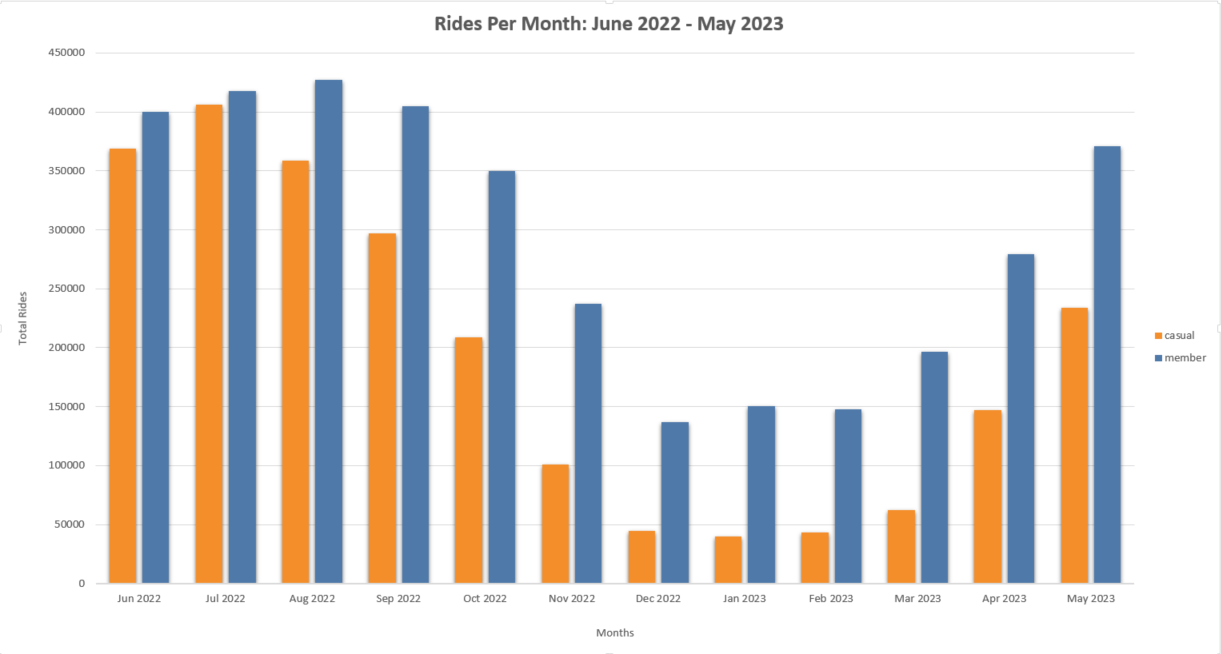 Rides Per Month: June 2022 - May 2023
450000
400000
350000
300000
250000
200000
150000
100000
50000
0
Total Rides
Jun 2022 Jul 2022 Aug 2022 Sep 2022 Oct 2022 Nov 2022 Dec 2022 Jan 2023 Feb 2023 Mar 2023 Apr 2023 May 2023
Months
casual
member